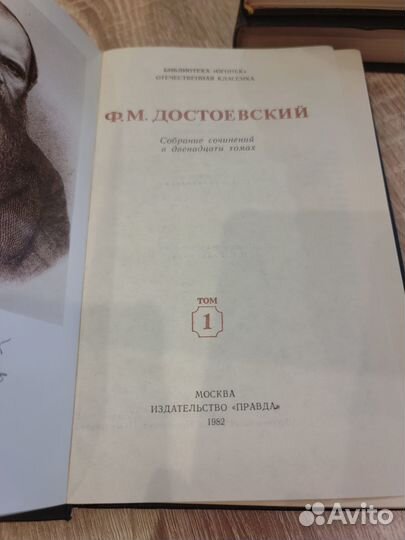 БИБЛИОТЕКА «ОГОНЕК»
ОТЕЧЕСТВЕННАЯ КЛАССИКА
Ф. М. ДОСТОЕВСКИЙ
Собрание сочинений
в двенадцати томах
ТОМ
1
МОСКВА
ИЗДАТЕЛЬСТВО «ПРАВДА»
1982
Avito